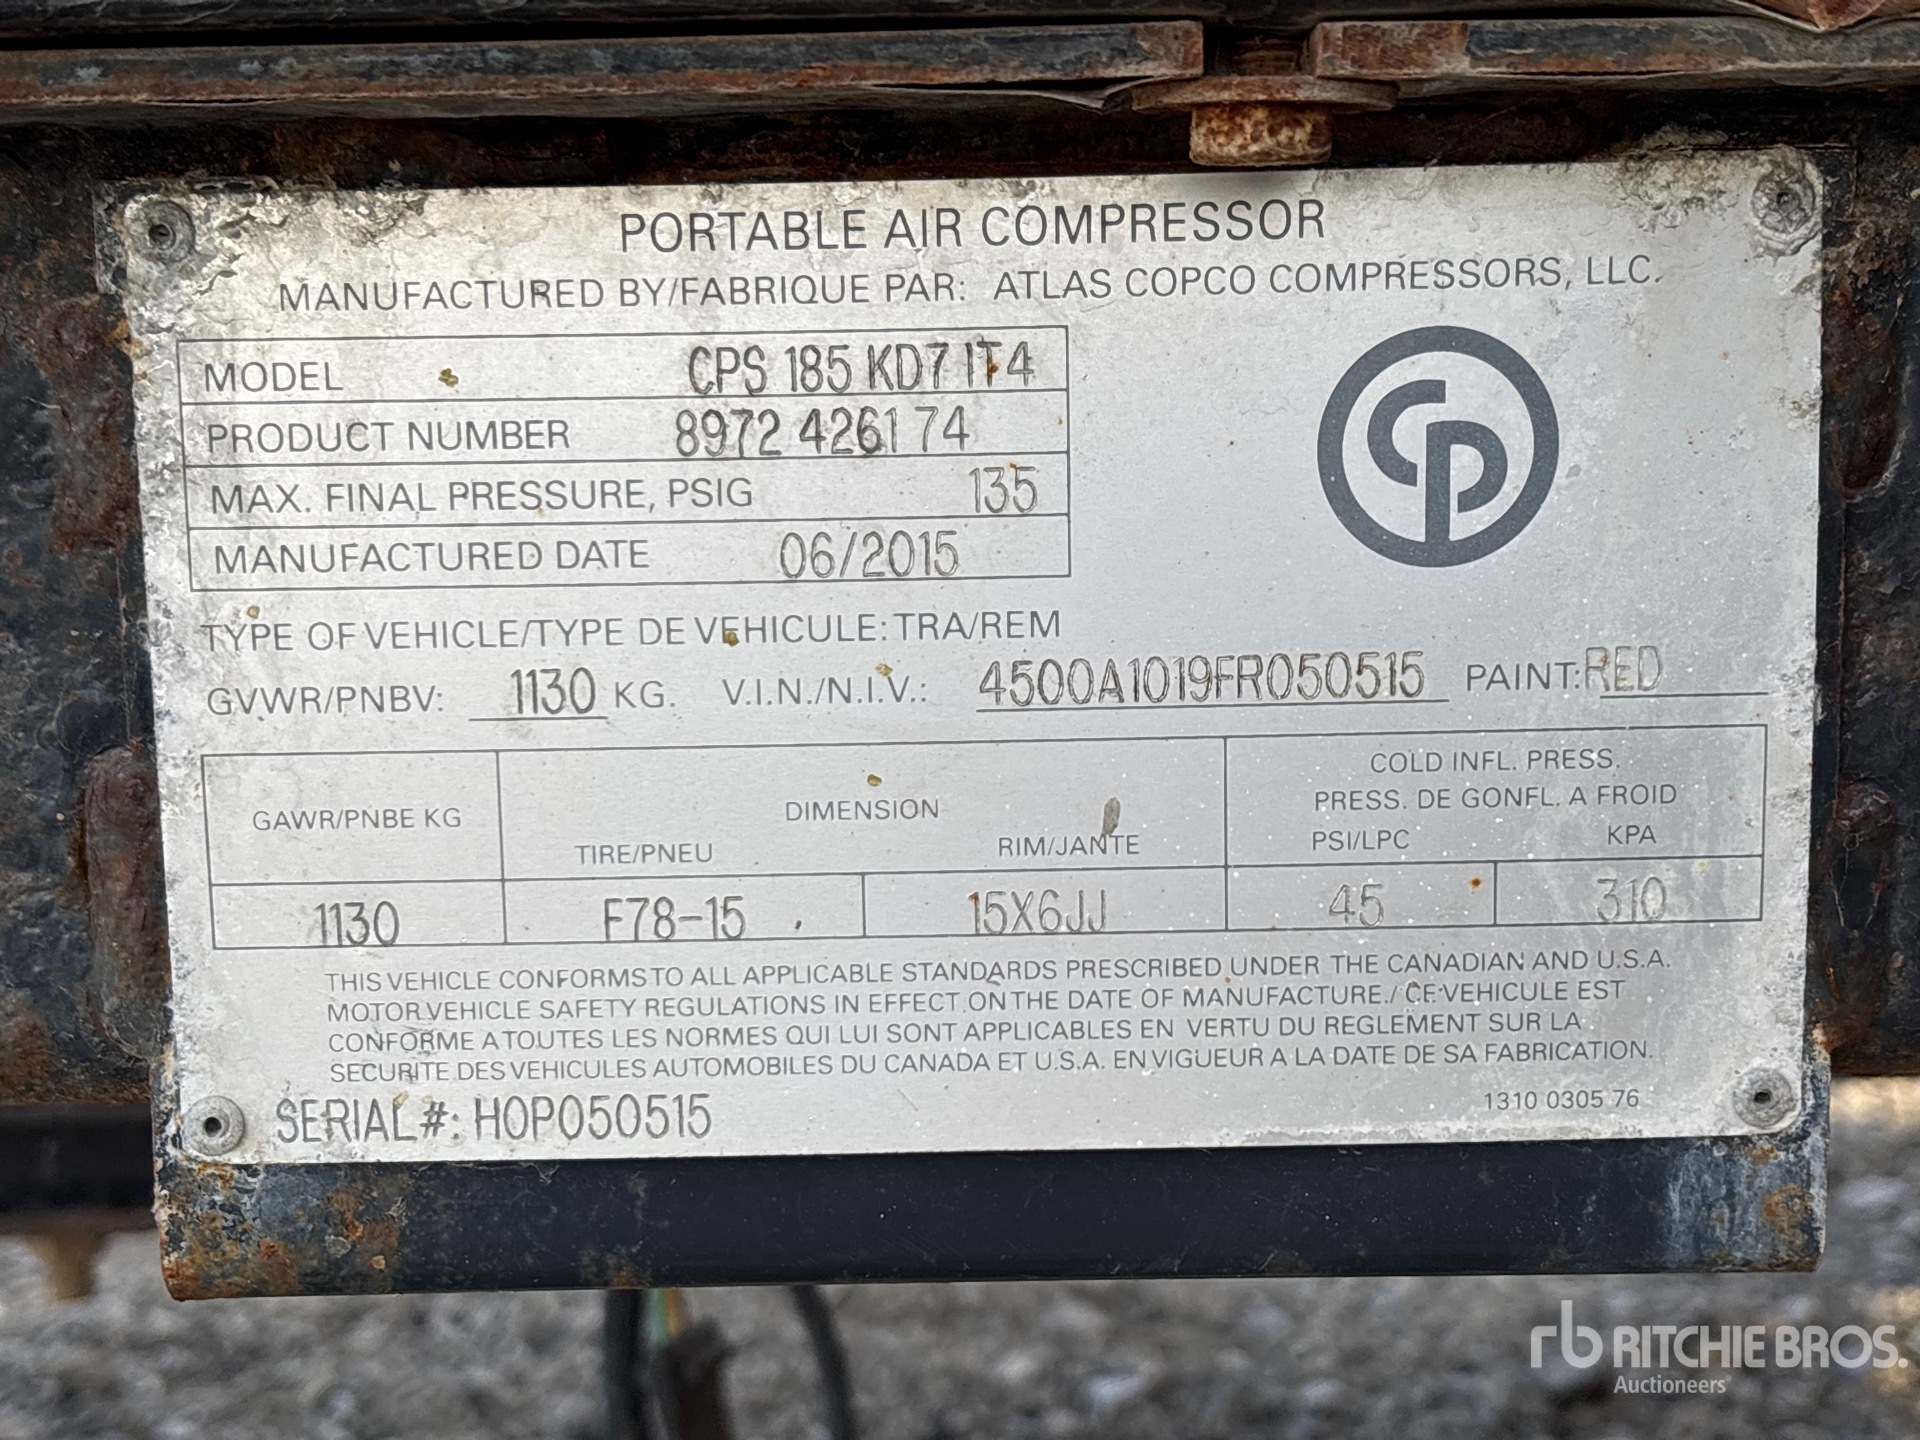 PORTABLE AIR COMPRESSOR
MANUFACTURED BY/FABRIQUE PAR: ATLAS COPCO COMPRESSORS, LLC.
MODEL CPS 185 KD7 IT4
PRODUCT NUMBER 8972 4261 74
MAX. FINAL PRESSURE, PSIG 135
MANUFACTURED DATE 06/2015
CP
TYPE OF VEHICLE/TYPE DE VEHICULE: TRA/REM
GVWR/PNBV: 1130 KG. V.I.N./N.I.V.: 4500A1019FR050515 PAINT: RED
GAWR/PNBE KG
DIMENSION
TIRE/PNEU RIM/JANTE
COLD INFL. PRESS.
PRESS. DE GONFL. A FROID
PSI/LPC KPA
1130 F78-15 15X6JJ 45 310
THIS VEHICLE CONFORMS TO ALL APPLICABLE STANDARDS PRESCRIBED UNDER THE CANADIAN AND U.S.A.
MOTOR VEHICLE SAFETY REGULATIONS IN EFFECT ON THE DATE OF MANUFACTURE./ CE VEHICULE EST
CONFORME A TOUTES LES NORMES QUI LUI SONT APPLICABLES EN VERTU DU REGLEMENT SUR LA
SECURITE DES VEHICULES AUTOMOBILES DU CANADA ET U.S.A. EN VIGUEUR A LA DATE DE SA FABRICATION.
SERIAL#: HOP050515
1310 0305 76
rb RITCHIE BROS.
Auctioneers